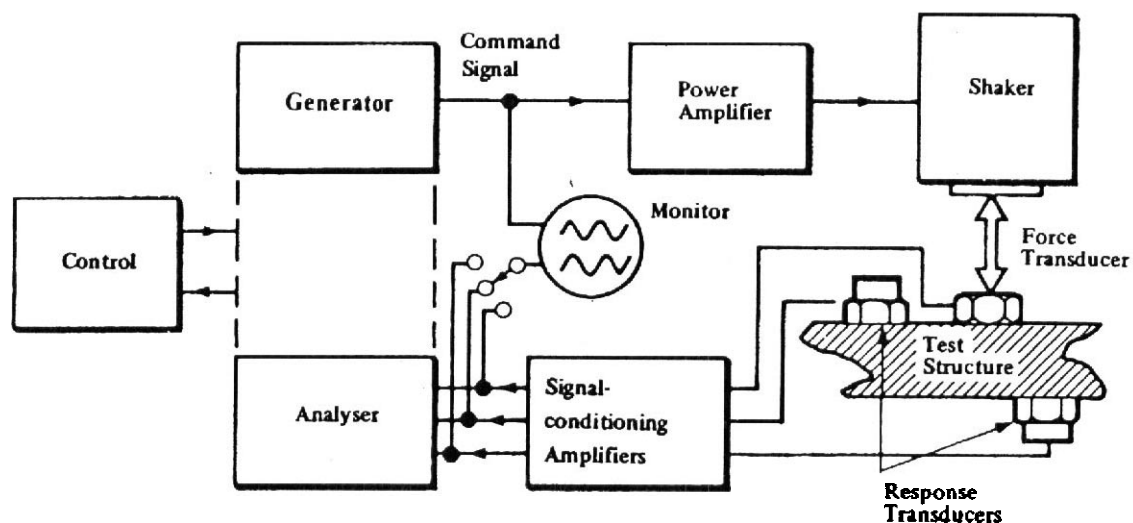 Command
Signal
Generator
Power
Amplifier
Shaker
Monitor
Control
Force
Transducer
Test
Structure
Analyser
Signal-
conditioning
Amplifiers
Response
Transducers